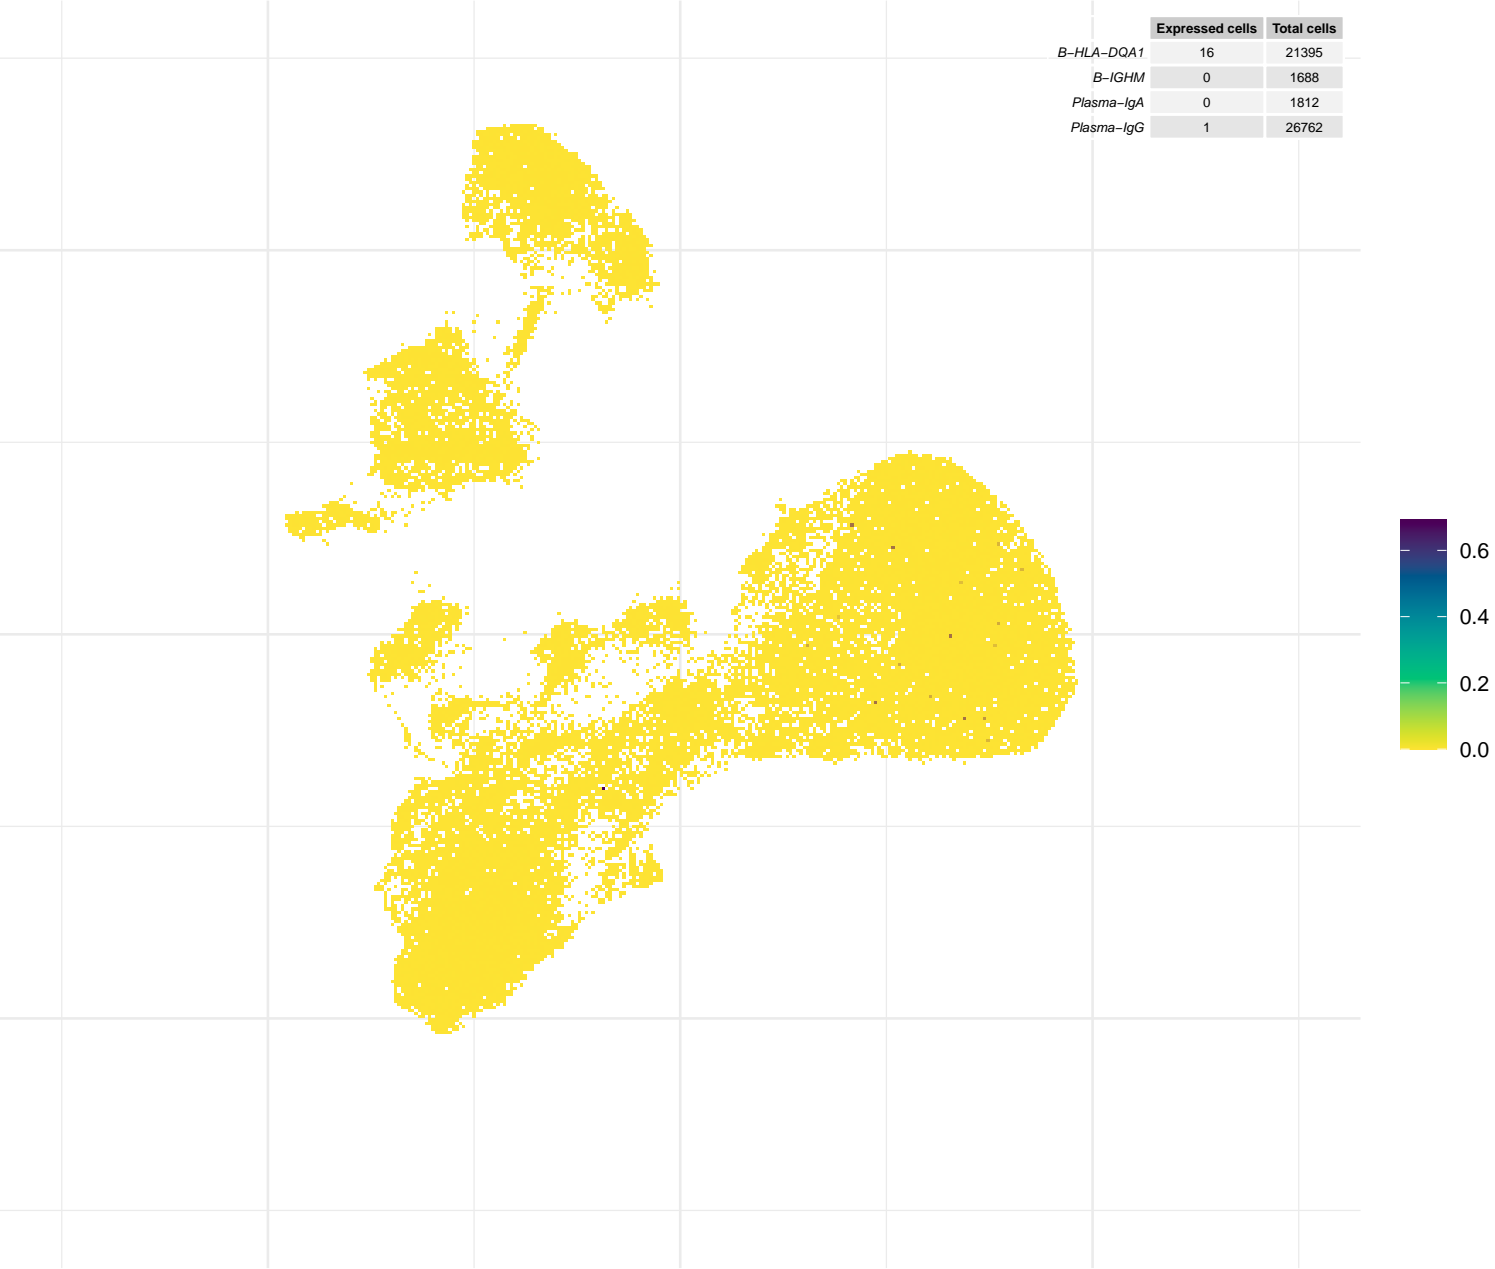 Expressed cells Total cells
B−HLA−DQA1 16 21395
B−IGHM 0 1688
Plasma−IgA 0 1812
Plasma−IgG 1 26762
0.6
0.4
0.2
0.0